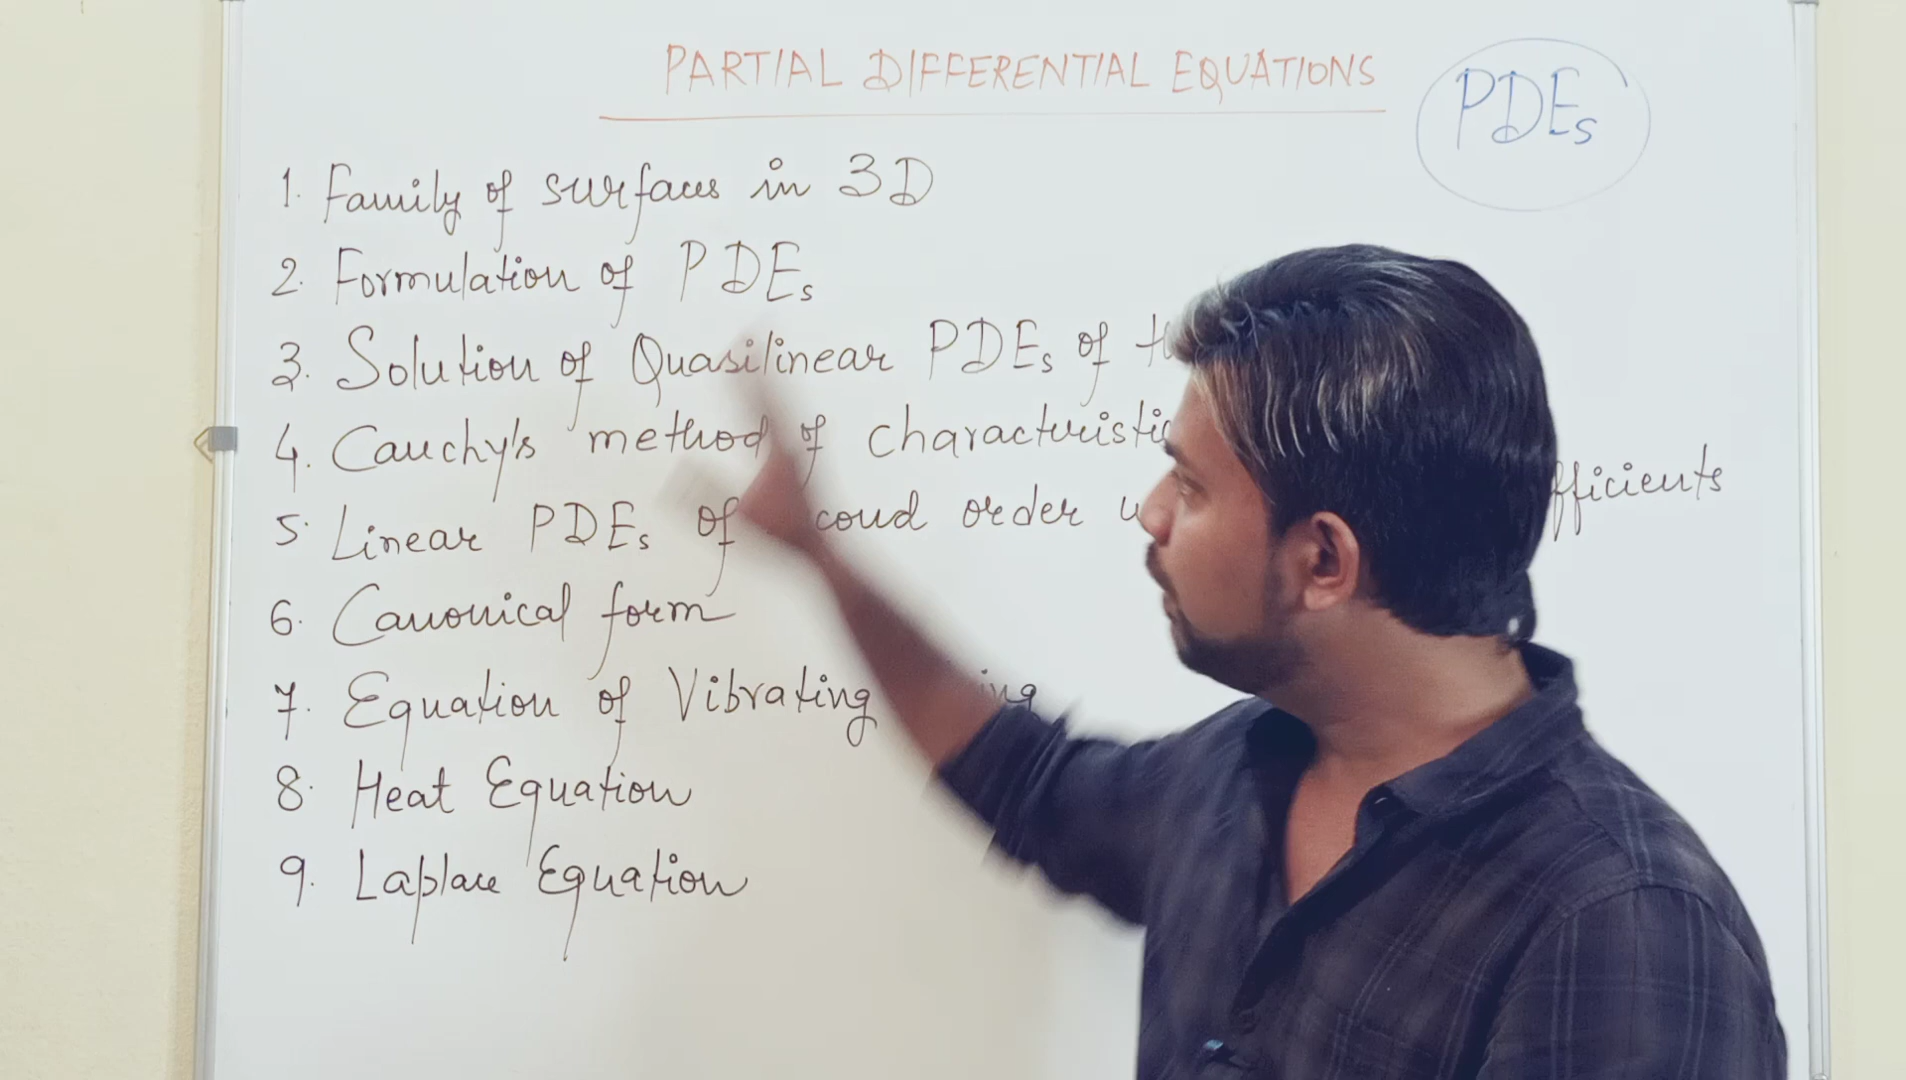 PARTIAL DIFFERENTIAL EQUATIONS
PDEs
1. Family of surfaces in 3D
2. Formulation of PDEs
3. Solution of Quasilinear PDEs of
4. Cauchy's method of characteristic
5. Linear PDEs of order
6. Canonical form
7. Equation of Vibrating
8. Heat Equation
9. Laplace Equation